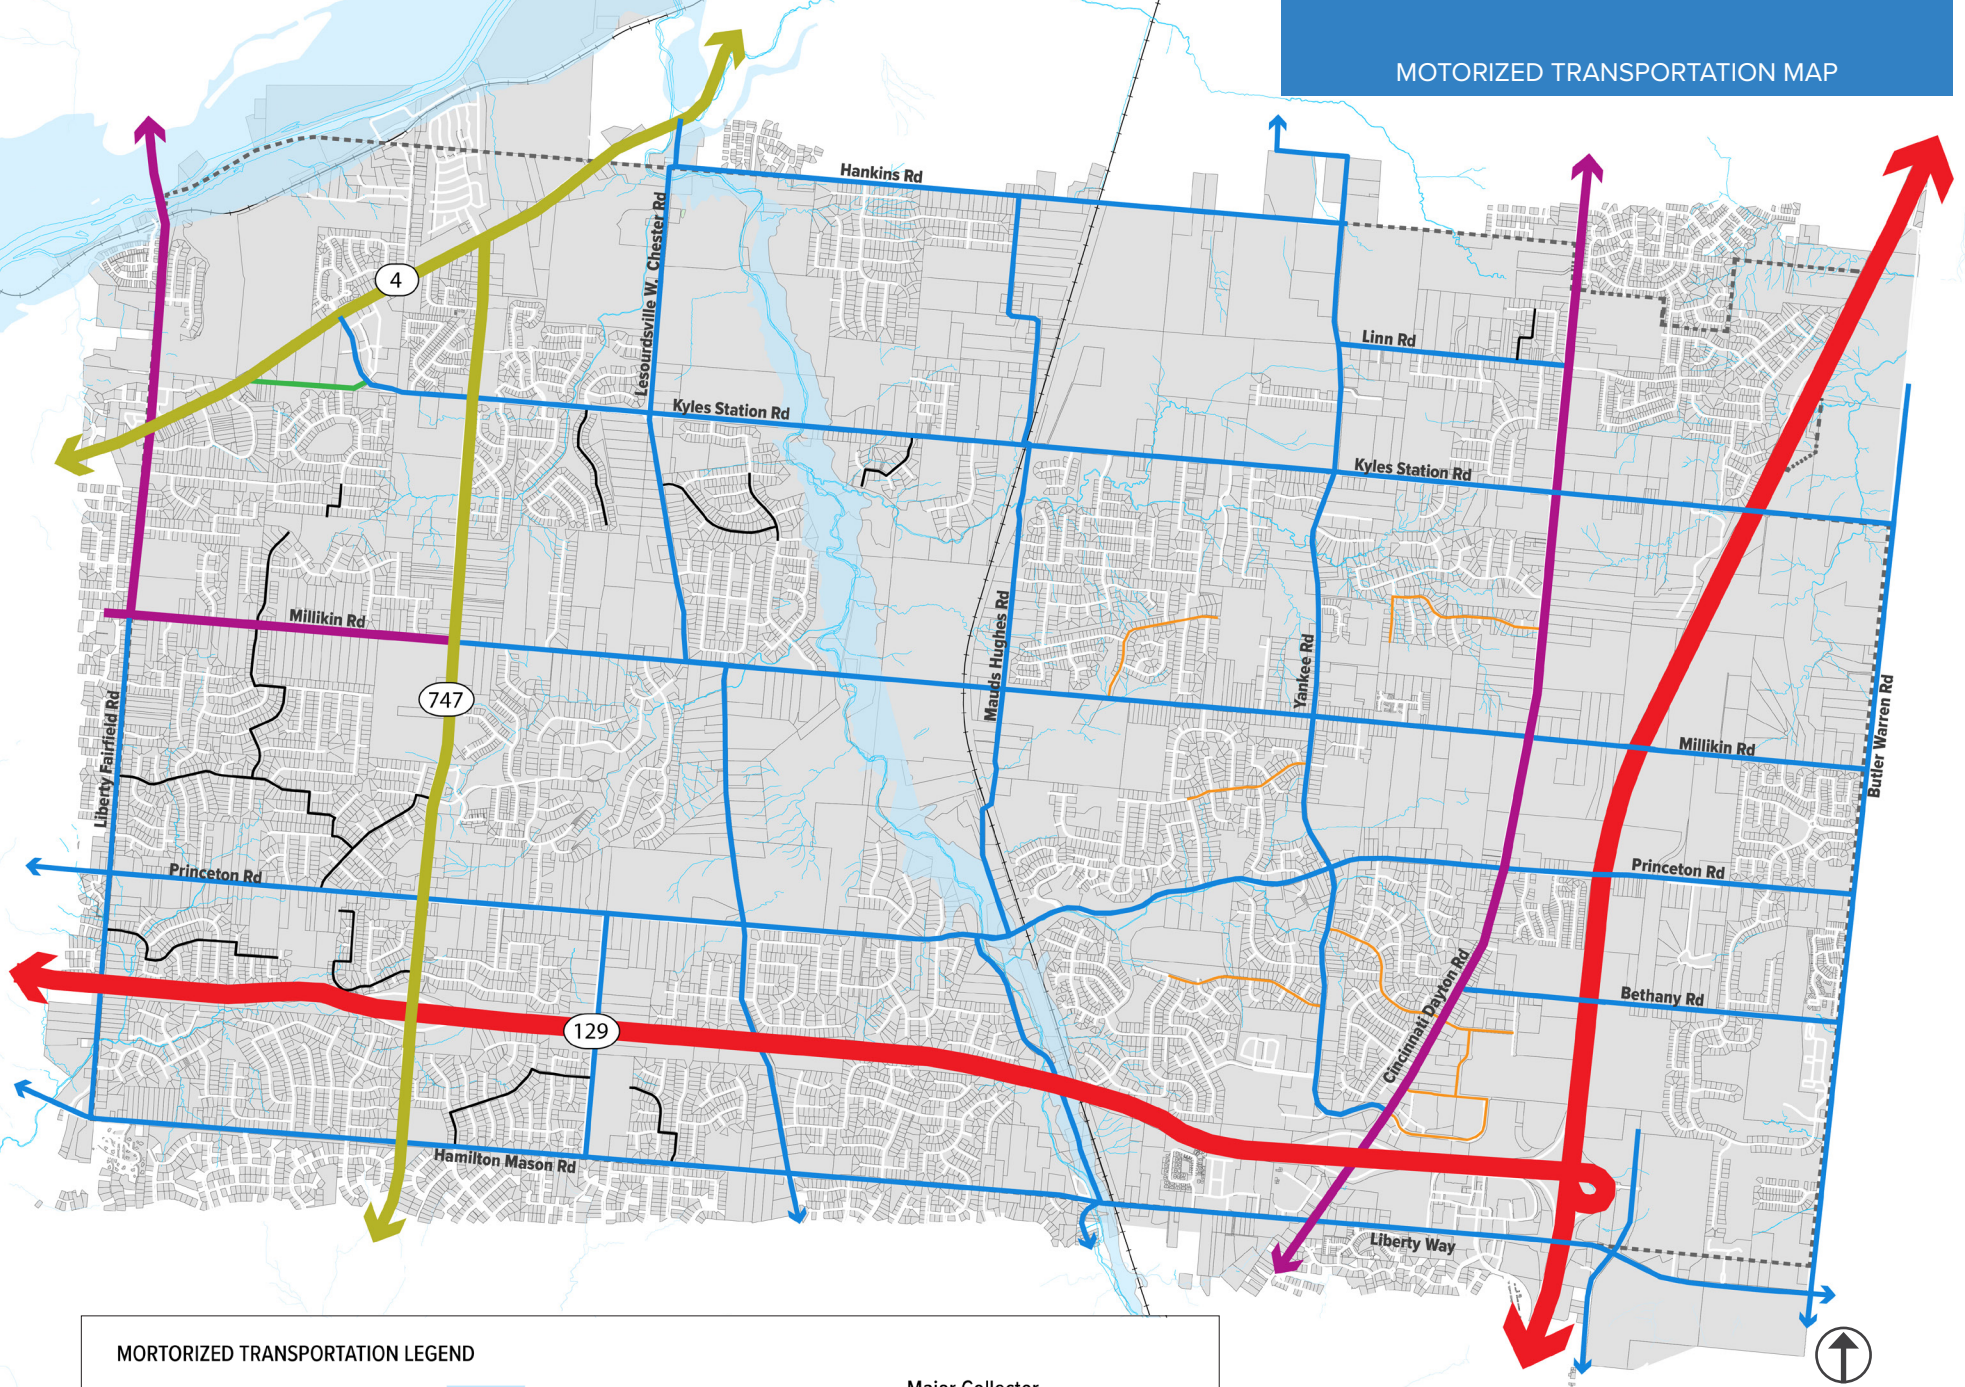 MOTORIZED TRANSPORTATION MAP
Hankins Rd
Lesourdsville W. Chester Rd
4
Linn Rd
Kyles Station Rd
Kyles Station Rd
Millikin Rd
Mauds Hughes Rd
Yankee Rd
747
Liberty Fairfield Rd
Butler Warren Rd
Millikin Rd
Princeton Rd
Princeton Rd
Cincinnati Dayton Rd
Bethany Rd
129
Hamilton Mason Rd
Liberty Way
MORTORIZED TRANSPORTATION LEGEND
Major Collector